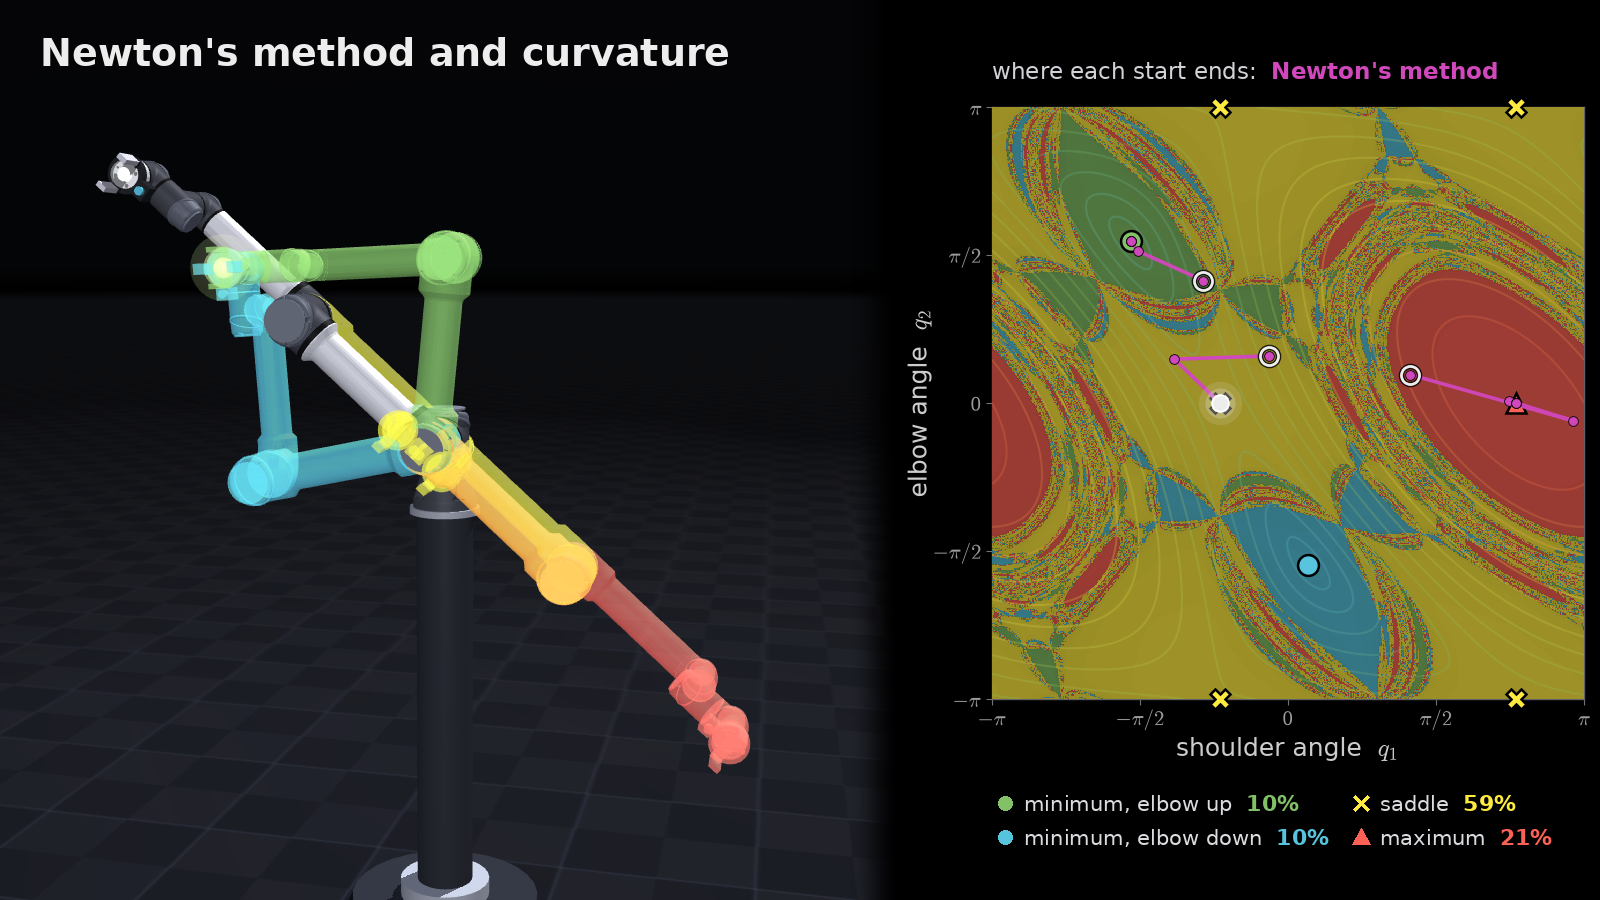 Newton's method and curvature
where each start ends: Newton's method
π
π/2
0
−π/2
−π
elbow angle q₂
−π
−π/2
0
π/2
π
shoulder angle q₁
minimum, elbow up 10%
saddle 59%
minimum, elbow down 10%
maximum 21%